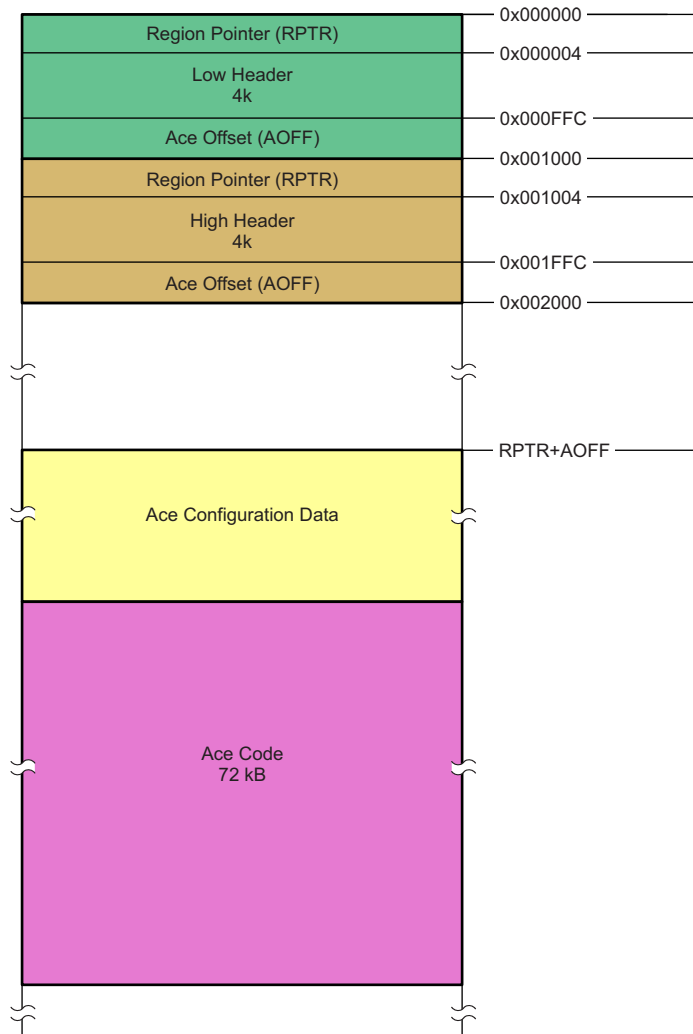 0x000000
Region Pointer (RPTR)
0x000004
Low Header
4k
0x000FFC
Ace Offset (AOFF)
0x001000
Region Pointer (RPTR)
0x001004
High Header
4k
0x001FFC
Ace Offset (AOFF)
0x002000
RPTR+AOFF
Ace Configuration Data
Ace Code
72 kB